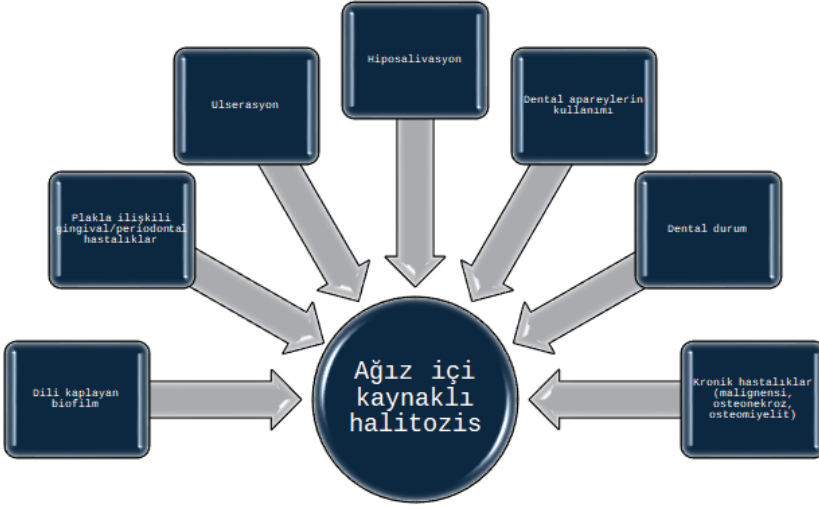 Hiposalivasyon
Ulserasyon
Dental apareylerin
kullanımı
Plakla ilişkili
gingival/periodontal
hastalıklar
Dental durum
Ağız içi
kaynaklı
halitozis
Dili kaplayan
biofilm
Kronik hastalıklar
(malignensi,
osteonekroz,
osteomiyelit)